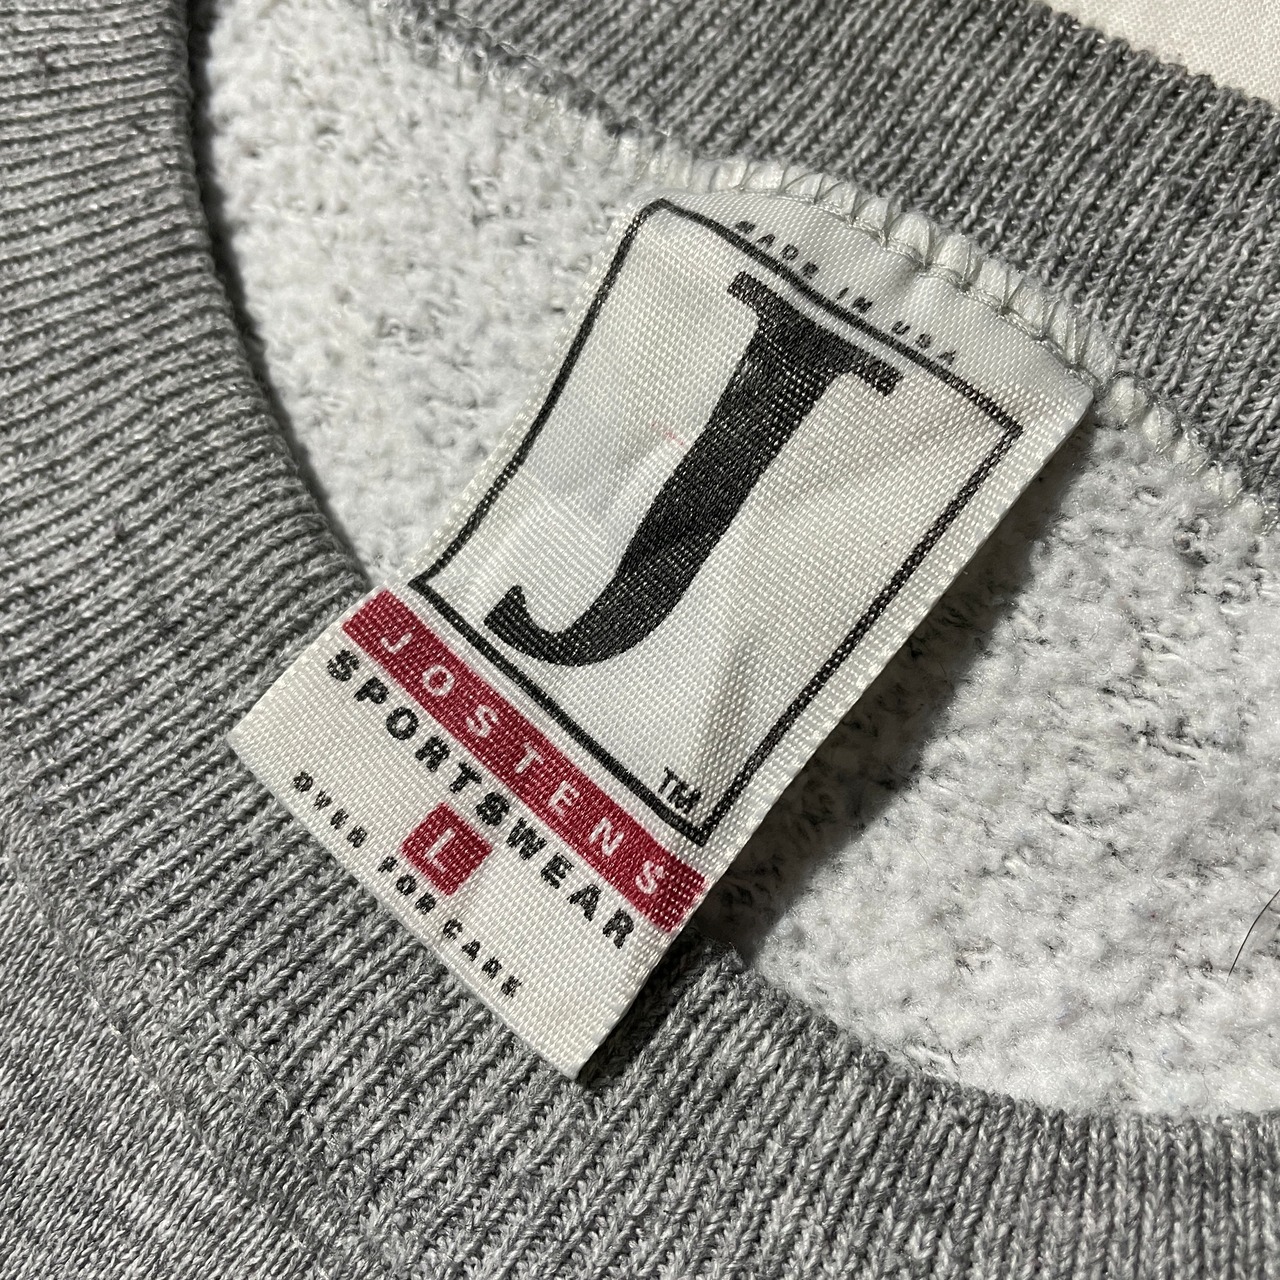 MADE IN USA
J
TM
JOSTENS
SPORTSWEAR
L
OVER FOR CARE